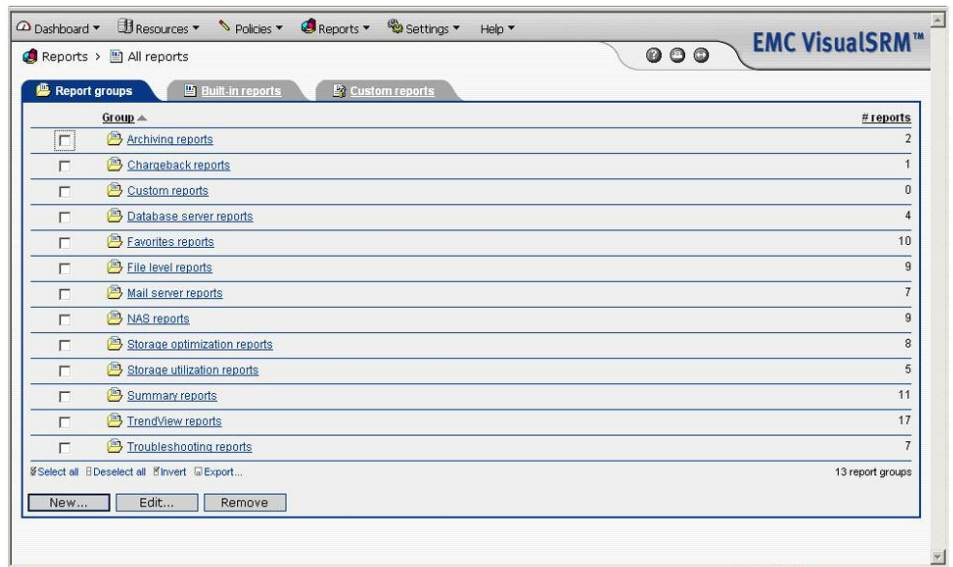 Dashboard Resources Policies Reports Settings Help
EMC VisualSRM™
Reports > All reports
Report groups Built-in reports Custom reports
Group # reports
Archiving reports 2
Chargeback reports 1
Custom reports 0
Database server reports 4
Favorites reports 10
File level reports 9
Mail server reports 7
NAS reports 9
Storage optimization reports 8
Storage utilization reports 5
Summary reports 11
TrendView reports 17
Troubleshooting reports 7
Select all Deselect all Invert Export... 13 report groups
New... Edit... Remove